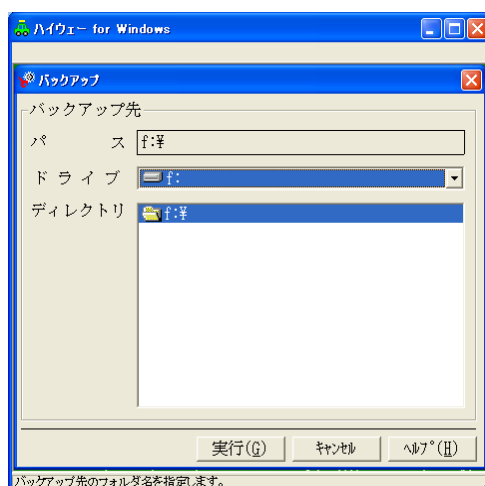 ﾊｲｳｪｰ for Windows
ﾊﾞｯｸｱｯﾌﾟ
バックアップ先
パス f:¥
ドライブ f:
ディレクトリ f:¥
実行(G) ｷｬﾝｾﾙ ﾍﾙﾌﾟ(H)
ﾊﾞｯｸｱｯﾌﾟ先のﾌｫﾙﾀﾞ名を指定します。